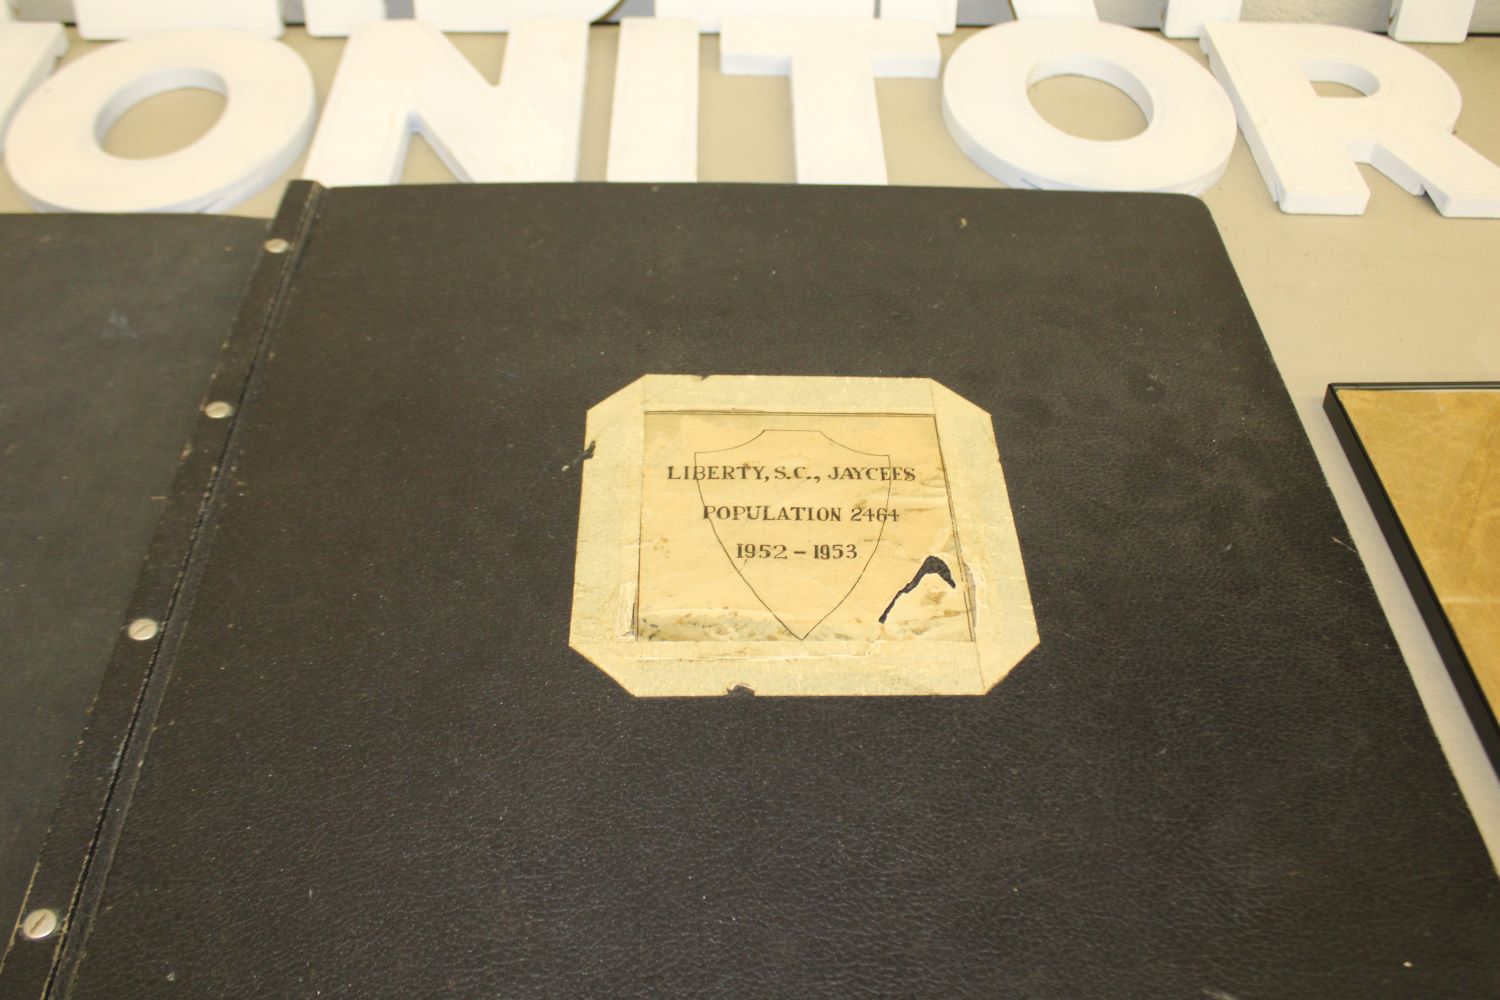 ONITOR
LIBERTY, S.C., JAYCEES
POPULATION 2464
1952 – 1953